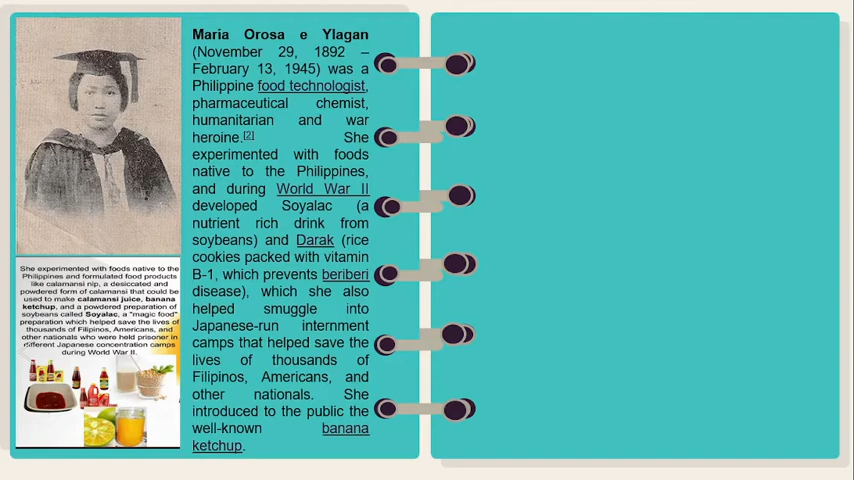 Maria Orosa e Ylagan
(November 29, 1892 –
February 13, 1945) was a
Philippine food technologist,
pharmaceutical chemist,
humanitarian and war
heroine.[2] She
experimented with foods
native to the Philippines,
and during World War II
developed Soyalac (a
nutrient rich drink from
soybeans) and Darak (rice
cookies packed with vitamin
B-1, which prevents beriberi
disease), which she also
helped smuggle into
Japanese-run internment
camps that helped save the
lives of thousands of
Filipinos, Americans, and
other nationals. She
introduced to the public the
well-known banana
ketchup.
She experimented with foods native to the
Philippines and formulated food products
like calamansi nip, a desiccated and
powdered form of calamansi that could be
used to make calamansi juice, banana
ketchup, and a powdered preparation of
soybeans called Soyalac, a "magic food"
preparation which helped save the lives of
thousands of Filipinos, Americans, and
other nationals who were held prisoner in
different Japanese concentration camps
during World War II.